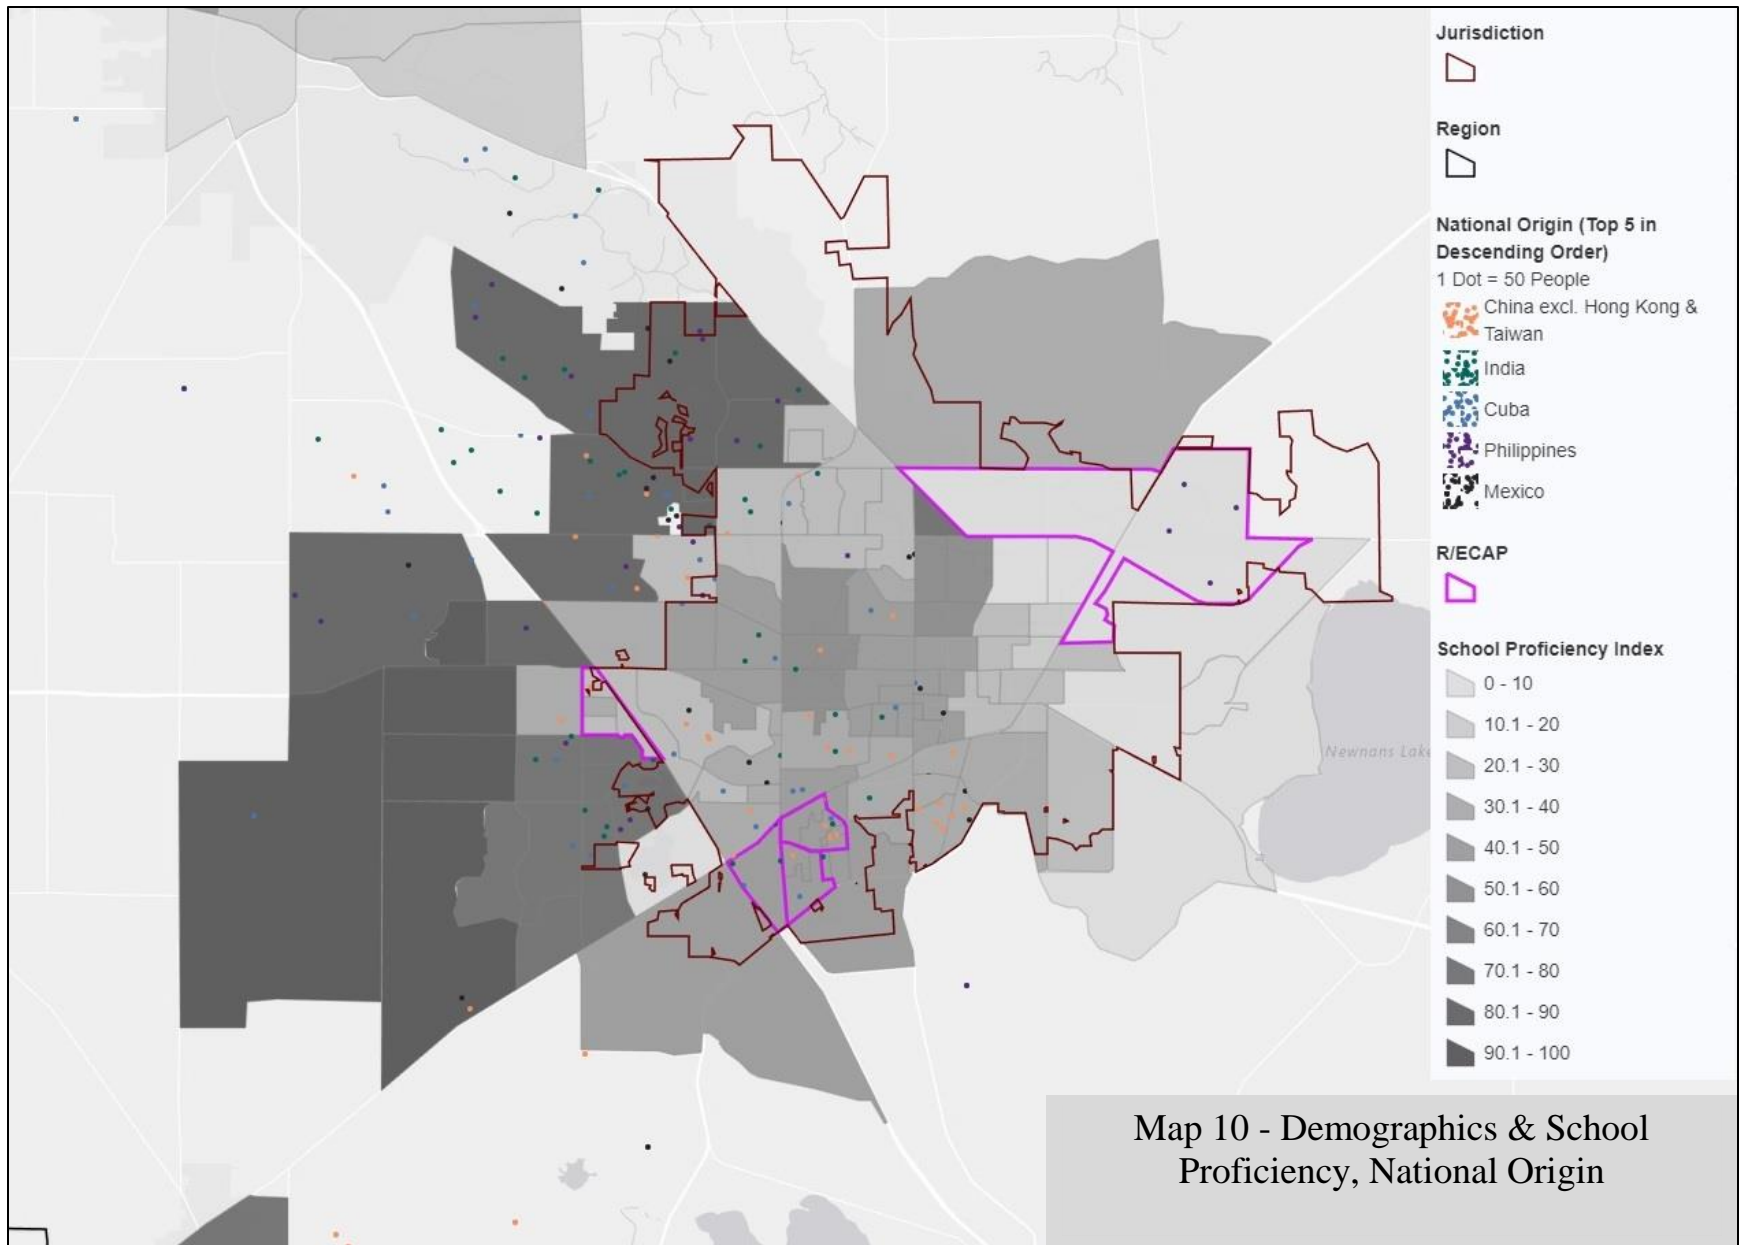 Jurisdiction
Region
National Origin (Top 5 in
Descending Order)
1 Dot = 50 People
China excl. Hong Kong &
Taiwan
India
Cuba
Philippines
Mexico
R/ECAP
School Proficiency Index
0 - 10
10.1 - 20
20.1 - 30
30.1 - 40
40.1 - 50
50.1 - 60
60.1 - 70
70.1 - 80
80.1 - 90
90.1 - 100
Newnans Lake
Map 10 - Demographics & School
Proficiency, National Origin